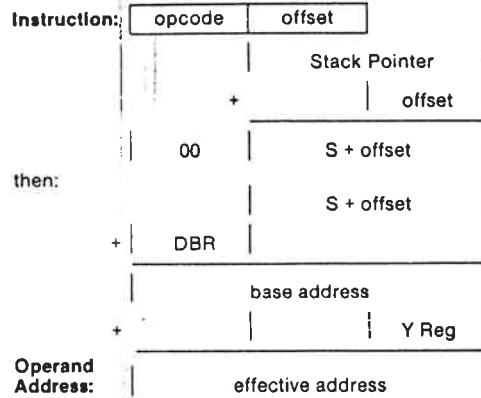 Instruction: opcode offset
Stack Pointer
+ offset
00 S + offset
then:
S + offset
+ DBR
base address
+ Y Reg
Operand
Address: effective address